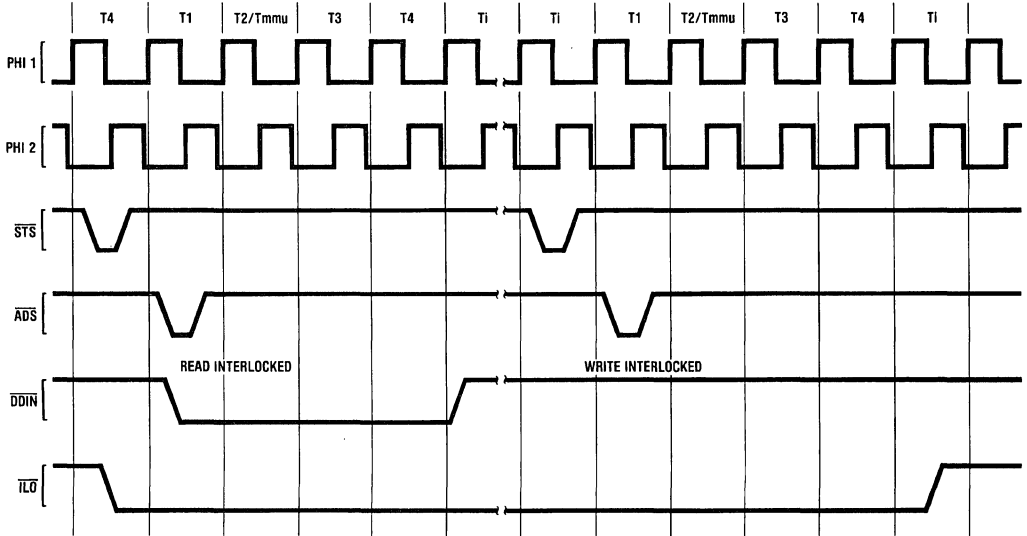 T4 T1 T2/Tmmu T3 T4 Ti Ti T1 T2/Tmmu T3 T4 Ti
PHI 1
PHI 2
STS
ADS
READ INTERLOCKED WRITE INTERLOCKED
DDIN
ILO